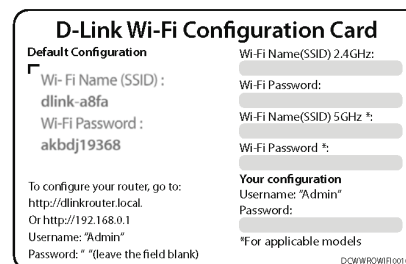 D-Link Wi-Fi Configuration Card
Default Configuration
Wi- Fi Name (SSID) :
dlink-a8fa
Wi-Fi Password :
akbdj19368
To configure your router, go to:
http://dlinkrouter.local.
Or http://192.168.0.1
Username: "Admin"
Password: " "(leave the field blank)
Wi-Fi Name(SSID) 2.4GHz:
Wi-Fi Password:
Wi-Fi Name(SSID) 5GHz *:
Wi-Fi Password *:
Your configuration
Username: "Admin"
Password:
*For applicable models